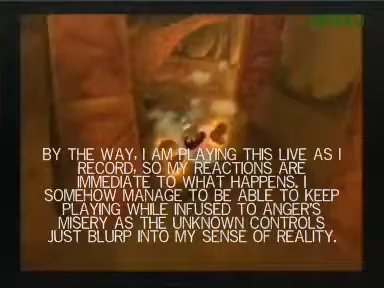 BY THE WAY, I AM PLAYING THIS LIVE AS I
RECORD, SO MY REACTIONS ARE
IMMEDIATE TO WHAT HAPPENS. I
SOMEHOW MANAGE TO BE ABLE TO KEEP
PLAYING WHILE INFUSED TO ANGER'S
MISERY AS THE UNKNOWN CONTROLS
JUST BLURP INTO MY SENSE OF REALITY.